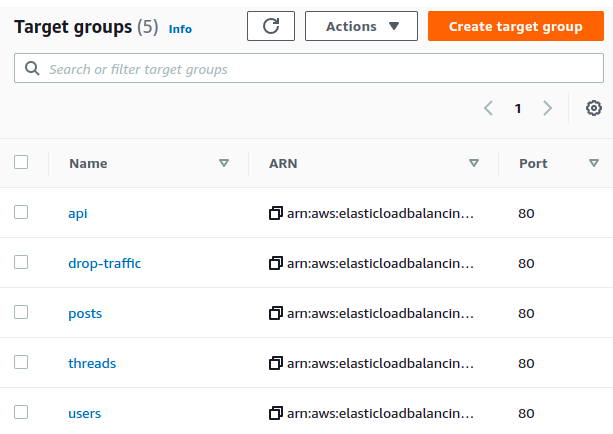 Target groups (5) Info Actions Create target group
Search or filter target groups
1
Name ARN Port
api arn:aws:elasticloadbalancin... 80
drop-traffic arn:aws:elasticloadbalancin... 80
posts arn:aws:elasticloadbalancin... 80
threads arn:aws:elasticloadbalancin... 80
users arn:aws:elasticloadbalancin... 80